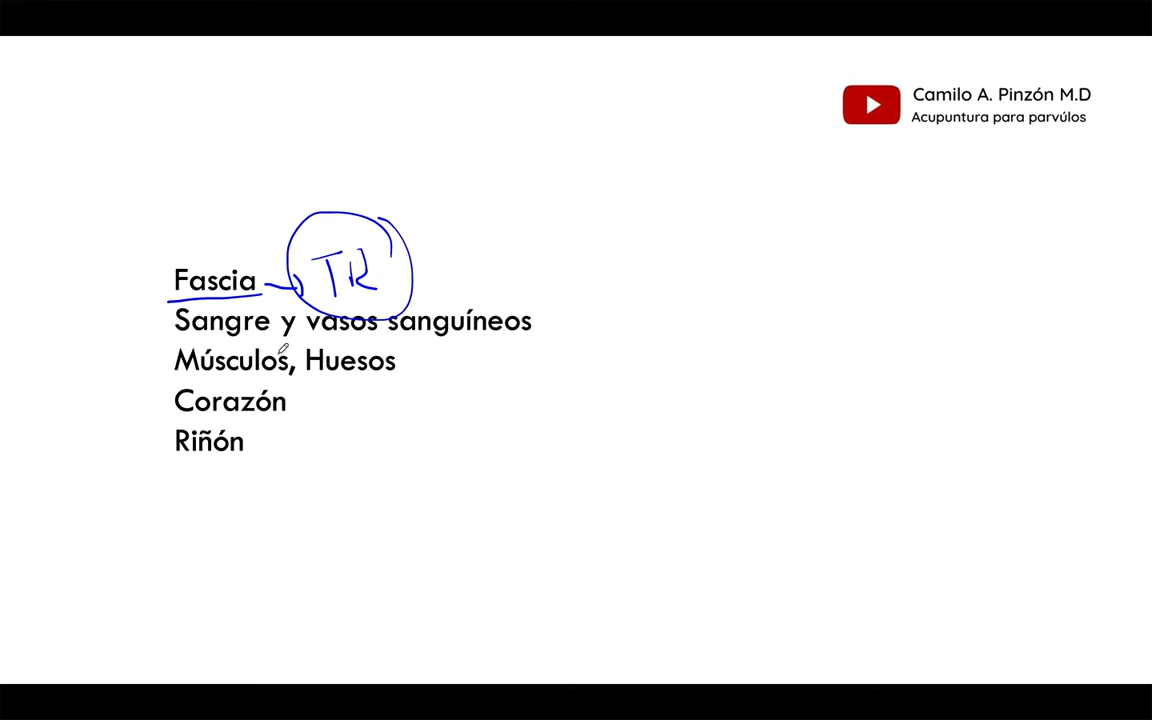 Camilo A. Pinzón M.D
Acupuntura para parvúlos
Fascia TR
Sangre y vasos sanguíneos
Músculos, Huesos
Corazón
Riñón